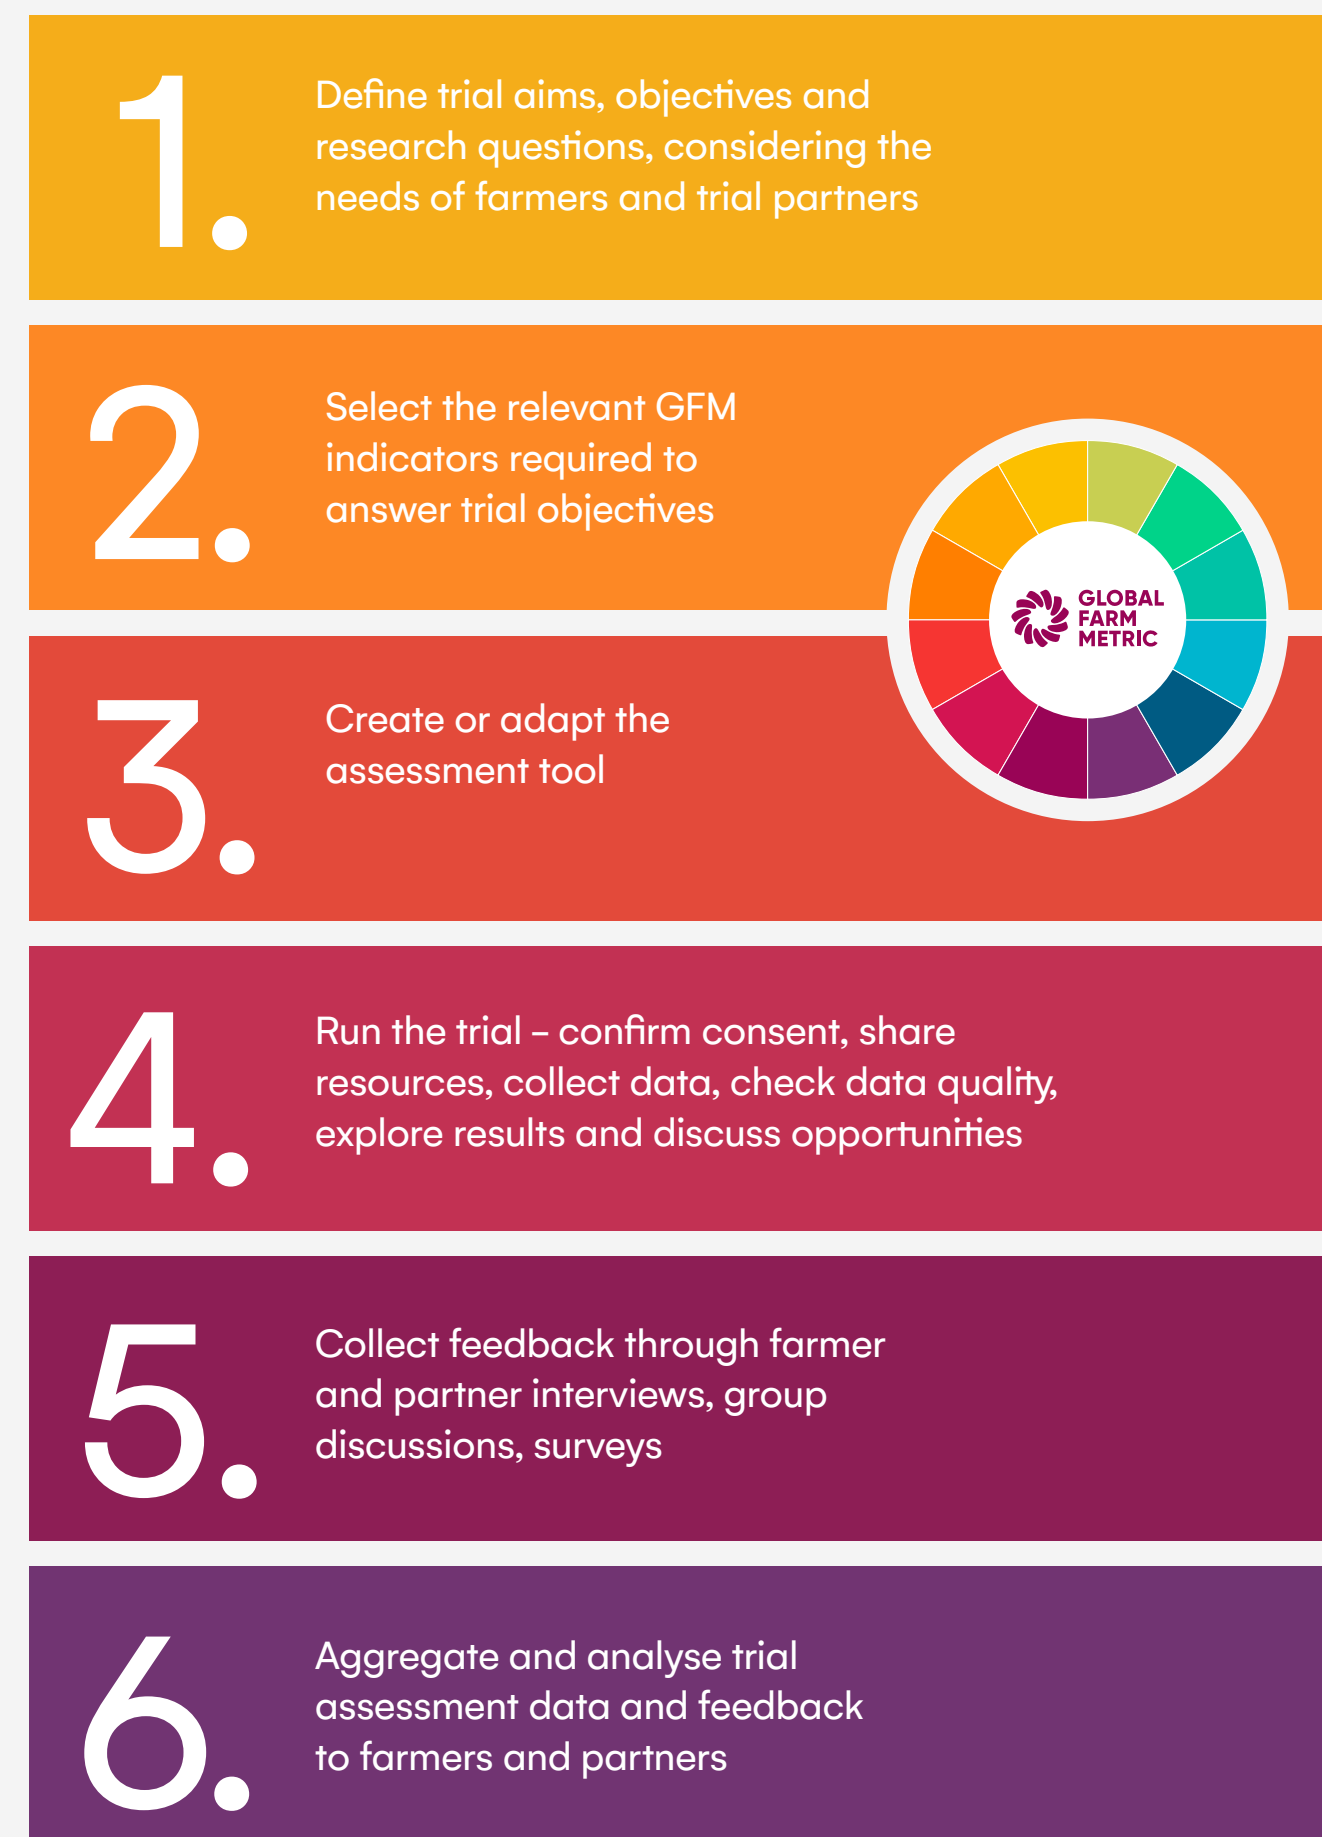 1.
Define trial aims, objectives and
research questions, considering the
needs of farmers and trial partners
2.
Select the relevant GFM
indicators required to
answer trial objectives
GLOBAL
FARM
METRIC
3.
Create or adapt the
assessment tool
4.
Run the trial – confirm consent, share
resources, collect data, check data quality,
explore results and discuss opportunities
5.
Collect feedback through farmer
and partner interviews, group
discussions, surveys
6.
Aggregate and analyse trial
assessment data and feedback
to farmers and partners